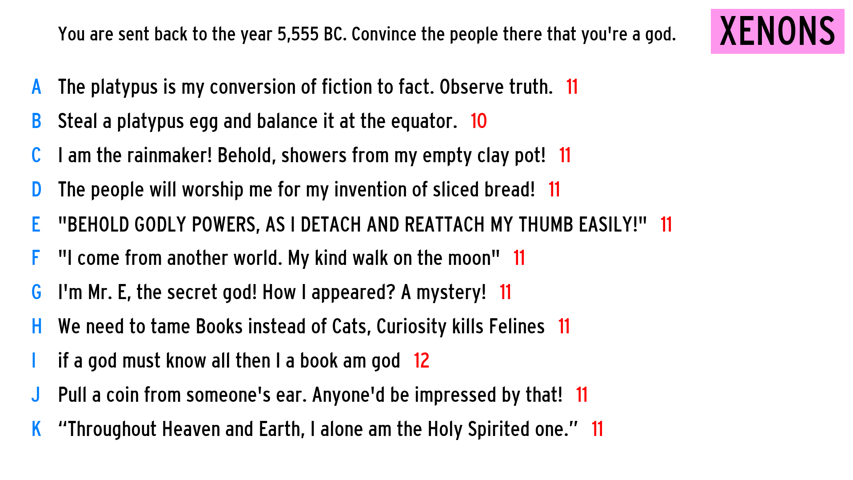 You are sent back to the year 5,555 BC. Convince the people there that you're a god.
XENONS
A The platypus is my conversion of fiction to fact. Observe truth. 11
B Steal a platypus egg and balance it at the equator. 10
C I am the rainmaker! Behold, showers from my empty clay pot! 11
D The people will worship me for my invention of sliced bread! 11
E "BEHOLD GODLY POWERS, AS I DETACH AND REATTACH MY THUMB EASILY!" 11
F "I come from another world. My kind walk on the moon" 11
G I'm Mr. E, the secret god! How I appeared? A mystery! 11
H We need to tame Books instead of Cats, Curiosity kills Felines 11
I if a god must know all then I a book am god 12
J Pull a coin from someone's ear. Anyone'd be impressed by that! 11
K “Throughout Heaven and Earth, I alone am the Holy Spirited one.” 11